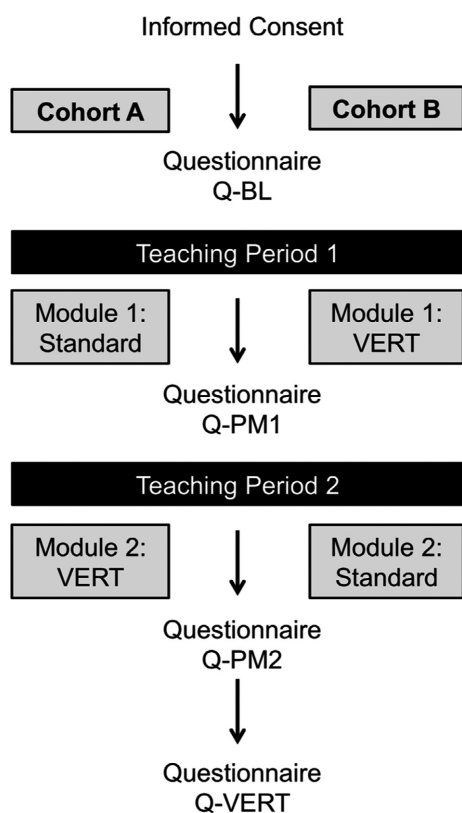 Informed Consent
Cohort A
Cohort B
Questionnaire
Q-BL
Teaching Period 1
Module 1:
Standard
Module 1:
VERT
Questionnaire
Q-PM1
Teaching Period 2
Module 2:
VERT
Module 2:
Standard
Questionnaire
Q-PM2
Questionnaire
Q-VERT